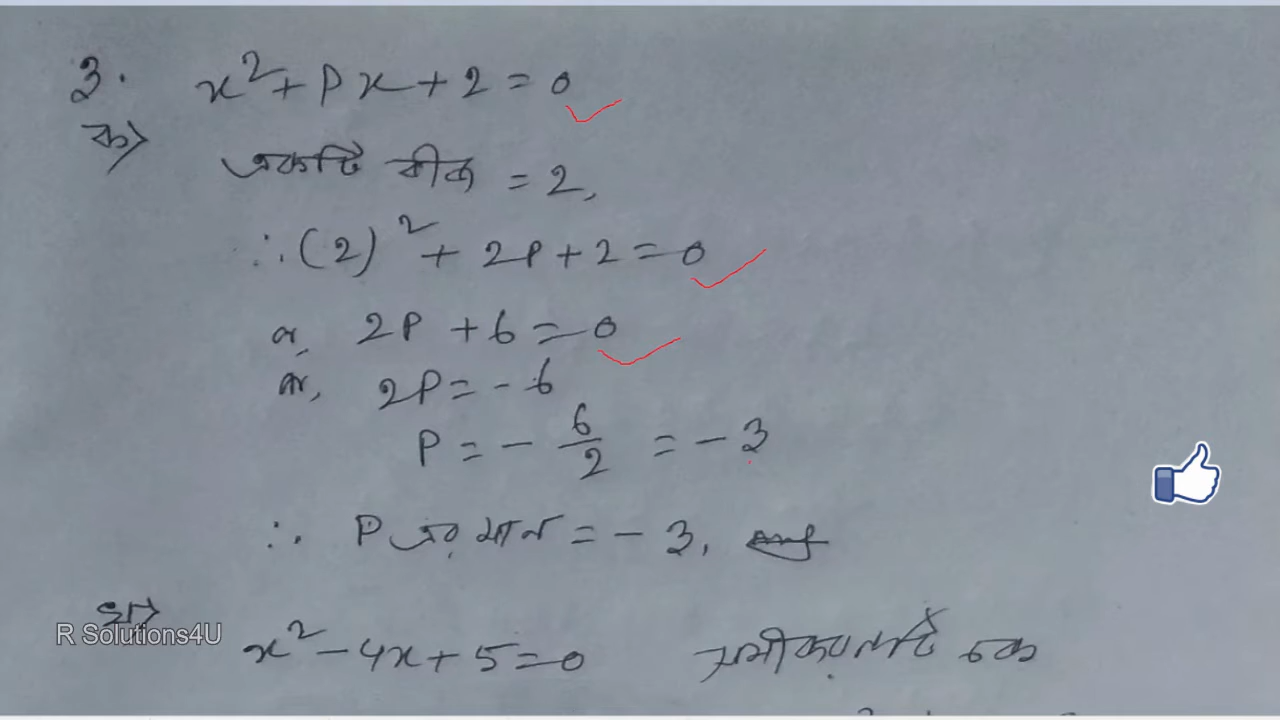 3. x² + Px + 2 = 0
ক)
একটি বীজ = 2,
∴ (2)² + 2P + 2 = 0
বা, 2P + 6 = 0
বা, 2P = - 6
P = - 6/2 = - 3
∴ P এর মান = - 3, Ans
খ)
R Solutions4U
x² - 4x + 5 = 0 সমীকরণটি কে